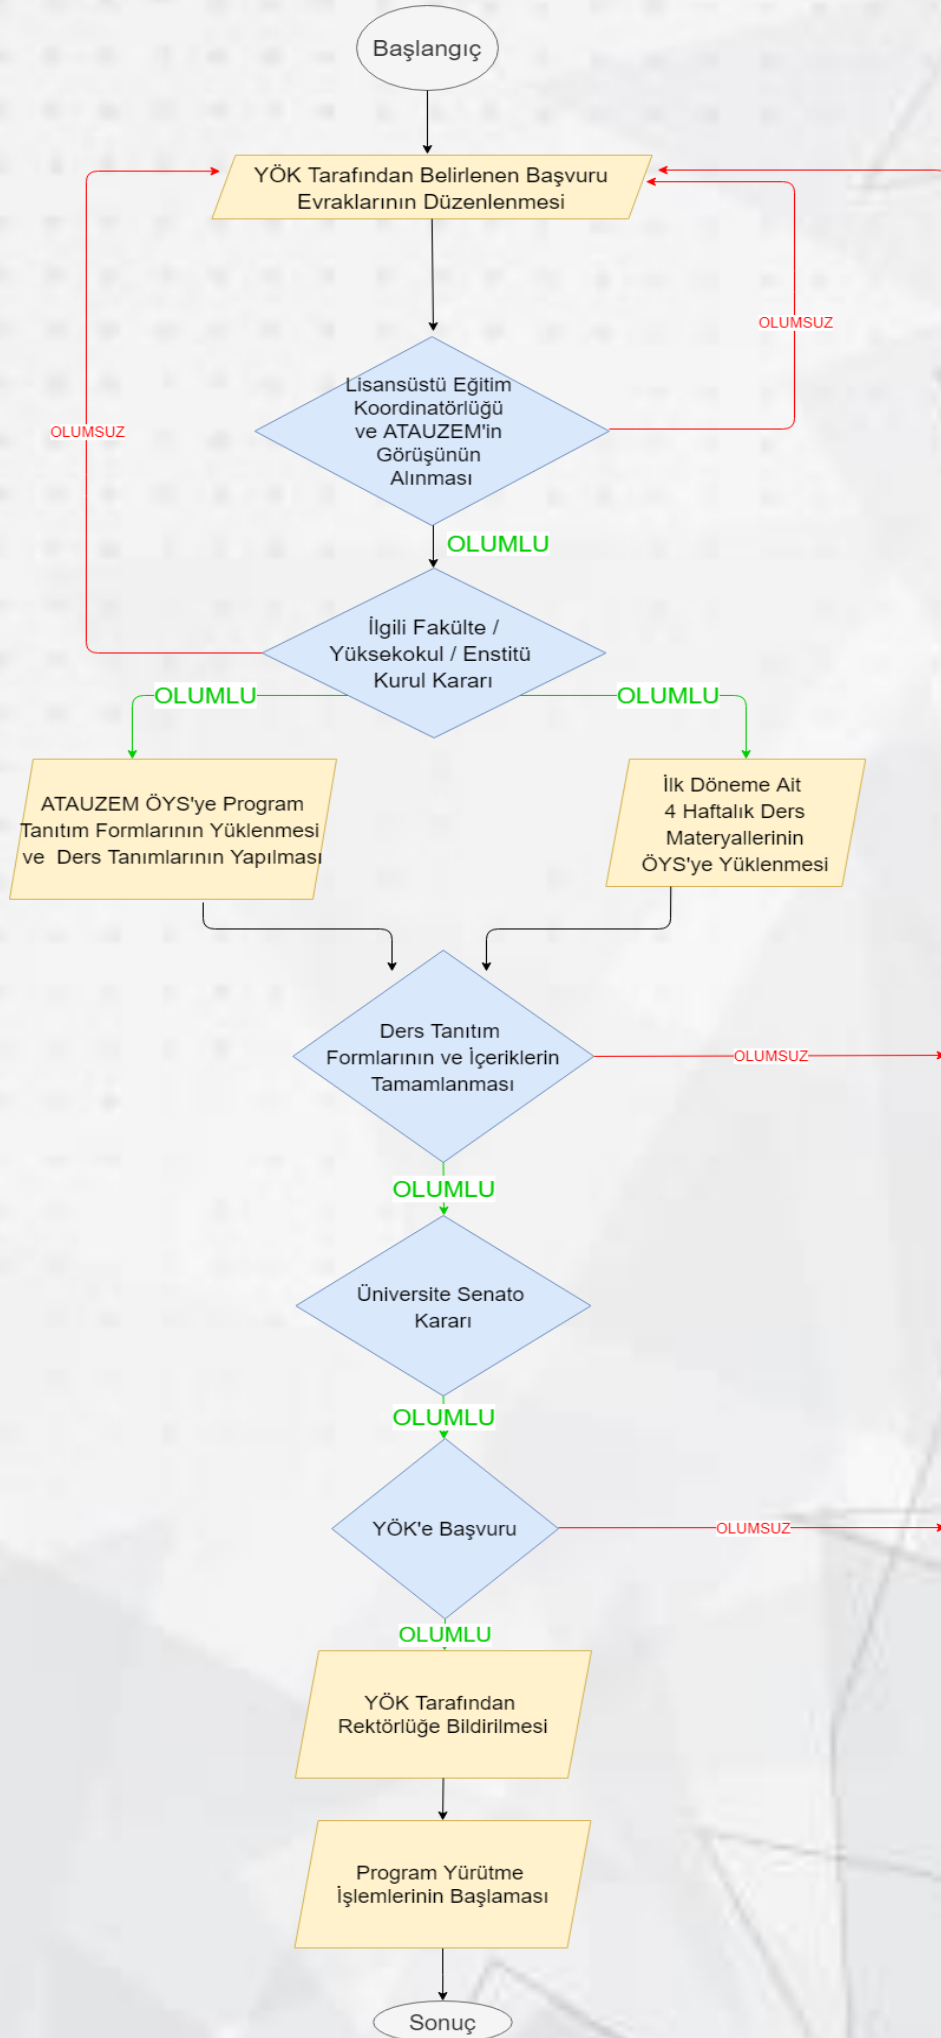 Başlangıç
YÖK Tarafından Belirlenen Başvuru
Evraklarının Düzenlenmesi
OLUMSUZ
Lisansüstü Eğitim
Koordinatörlüğü
ve ATAUZEM'in
Görüşünün
Alınması
OLUMSUZ
OLUMLU
İlgili Fakülte /
Yüksekokul / Enstitü
Kurul Kararı
OLUMLU
OLUMLU
ATAUZEM ÖYS'ye Program
Tanıtım Formlarının Yüklenmesi
ve Ders Tanımlarının Yapılması
İlk Döneme Ait
4 Haftalık Ders
Materyallerinin
ÖYS'ye Yüklenmesi
Ders Tanıtım
Formlarının ve İçeriklerin
Tamamlanması
OLUMSUZ
OLUMLU
Üniversite Senato
Kararı
OLUMLU
YÖK'e Başvuru
OLUMSUZ
OLUMLU
YÖK Tarafından
Rektörlüğe Bildirilmesi
Program Yürütme
İşlemlerinin Başlaması
Sonuç